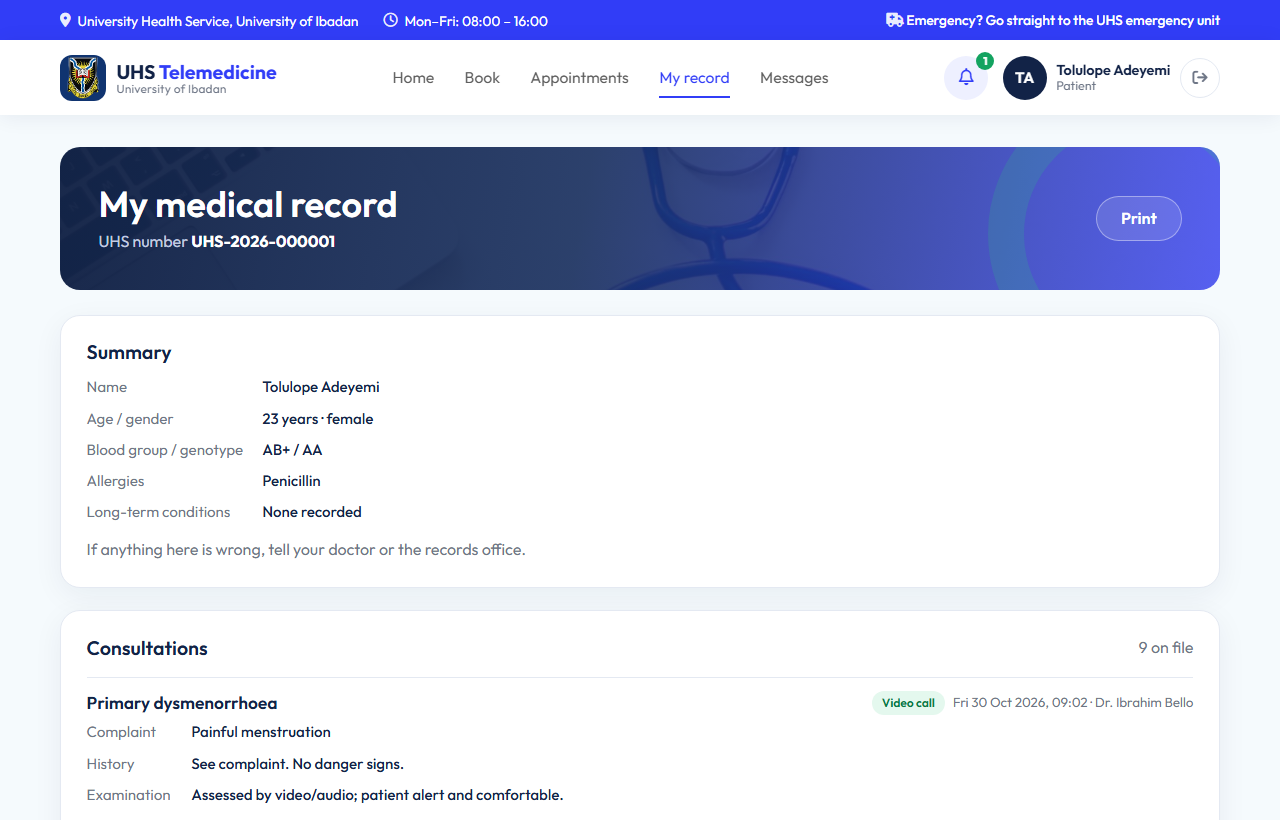 University Health Service, University of Ibadan
Mon–Fri: 08:00 – 16:00
Emergency? Go straight to the UHS emergency unit
UHS Telemedicine
University of Ibadan
Home
Book
Appointments
My record
Messages
1
TA
Tolulope Adeyemi
Patient
My medical record
UHS number UHS-2026-000001
Print
Summary
Name Tolulope Adeyemi
Age / gender 23 years · female
Blood group / genotype AB+ / AA
Allergies Penicillin
Long-term conditions None recorded
If anything here is wrong, tell your doctor or the records office.
Consultations 9 on file
Primary dysmenorrhoea Video call Fri 30 Oct 2026, 09:02 · Dr. Ibrahim Bello
Complaint Painful menstruation
History See complaint. No danger signs.
Examination Assessed by video/audio; patient alert and comfortable.